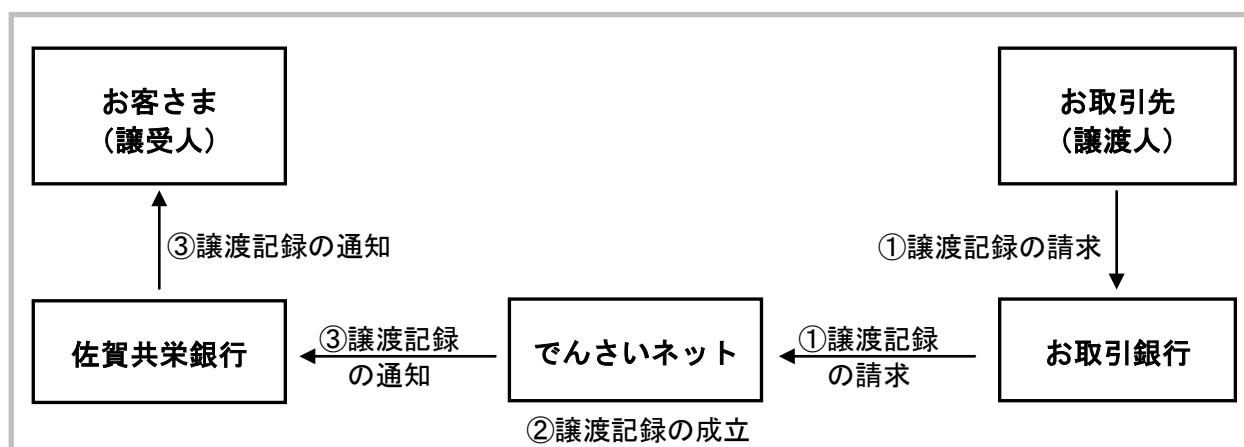 お客さま
（譲受人）
お取引先
（譲渡人）
③譲渡記録の通知
①譲渡記録の請求
佐賀共栄銀行
③譲渡記録
の通知
でんさいネット
①譲渡記録
の請求
お取引銀行
②譲渡記録の成立